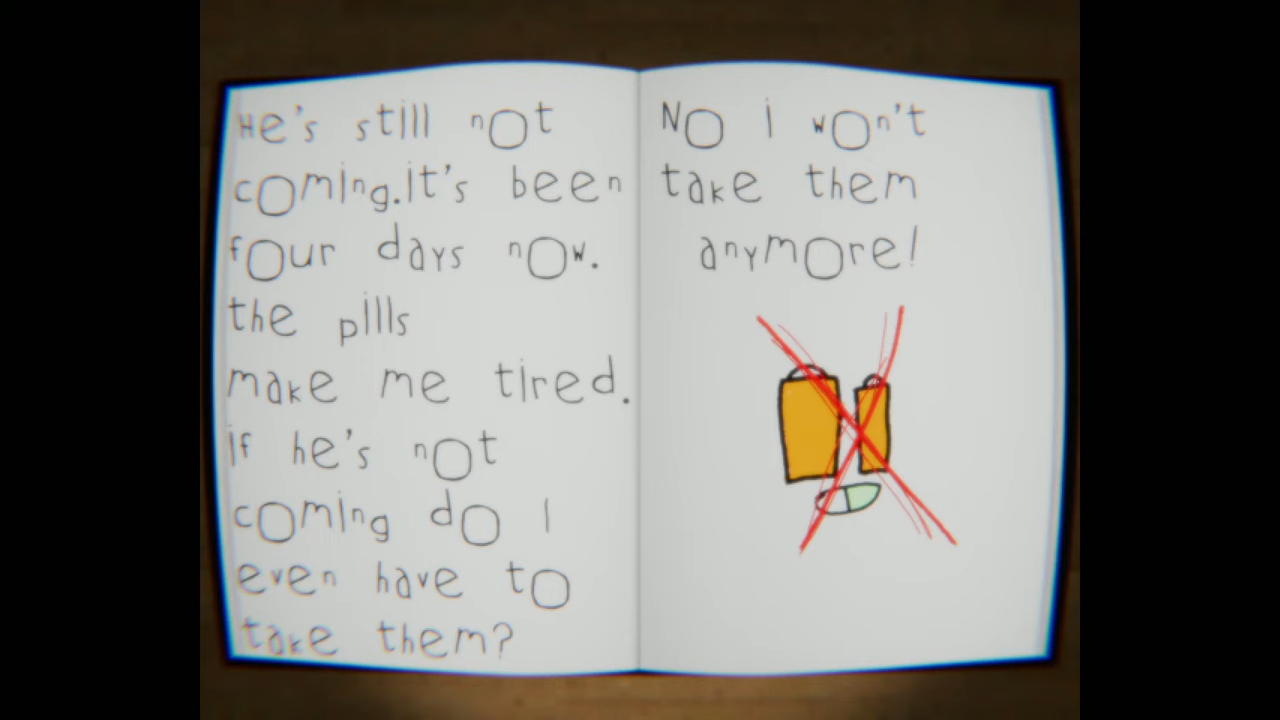 He's still not
coming.it's been
four days now.
the pills
make me tired.
if he's not
coming do i
even have to
take them?
No i won't
take them
anymore!